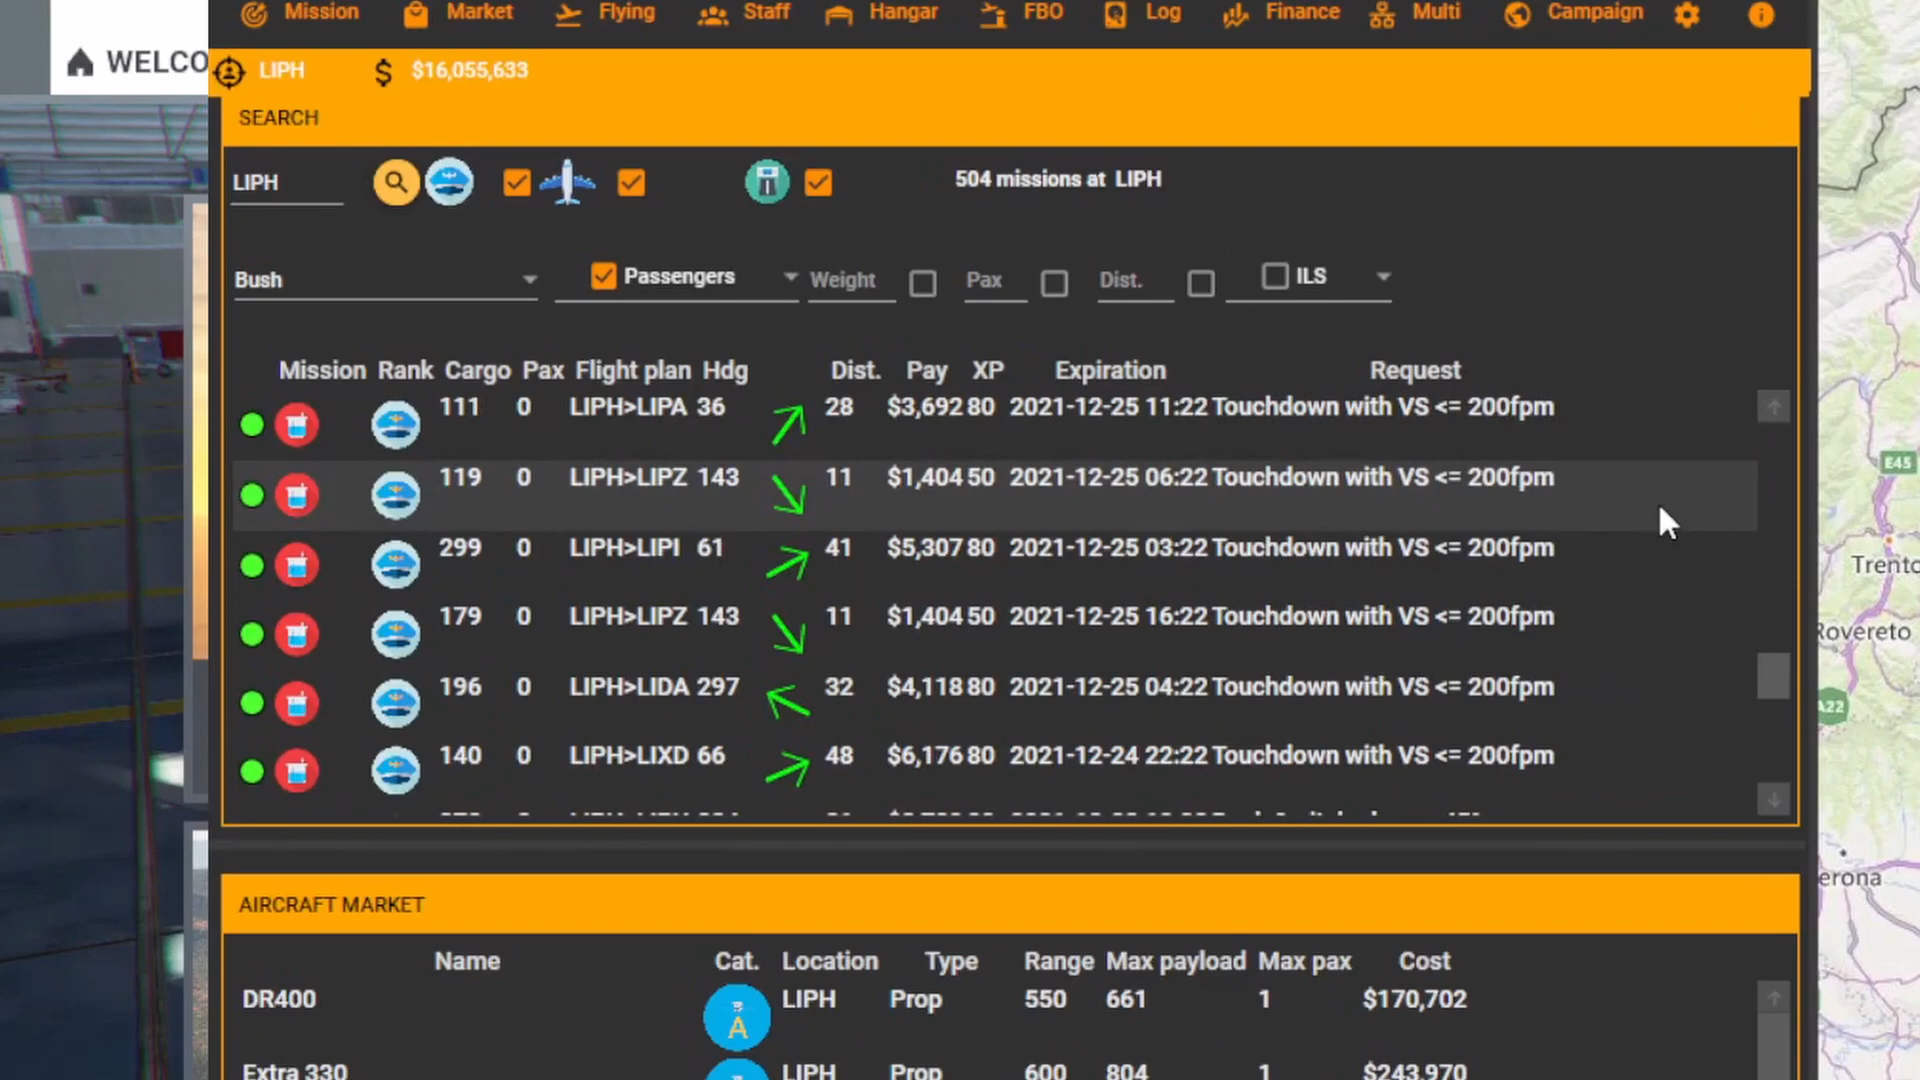 Mission Market Flying Staff Hangar FBO Log Finance Multi Campaign
WELCO
LIPH $16,055,633
SEARCH
LIPH 504 missions at LIPH
Bush Passengers Weight Pax Dist. ILS
Mission Rank Cargo Pax Flight plan Hdg Dist. Pay XP Expiration Request
111 0 LIPH>LIPA 36 28 $3,692 80 2021-12-25 11:22 Touchdown with VS <= 200fpm
119 0 LIPH>LIPZ 143 11 $1,404 50 2021-12-25 06:22 Touchdown with VS <= 200fpm
299 0 LIPH>LIPI 61 41 $5,307 80 2021-12-25 03:22 Touchdown with VS <= 200fpm
179 0 LIPH>LIPZ 143 11 $1,404 50 2021-12-25 16:22 Touchdown with VS <= 200fpm
196 0 LIPH>LIDA 297 32 $4,118 80 2021-12-25 04:22 Touchdown with VS <= 200fpm
140 0 LIPH>LIXD 66 48 $6,176 80 2021-12-24 22:22 Touchdown with VS <= 200fpm
AIRCRAFT MARKET
Name Cat. Location Type Range Max payload Max pax Cost
DR400 A LIPH Prop 550 661 1 $170,702
Extra 330 LIPH Prop 600 804 1 $243,970
E45
Trento
Rovereto
A22
erona